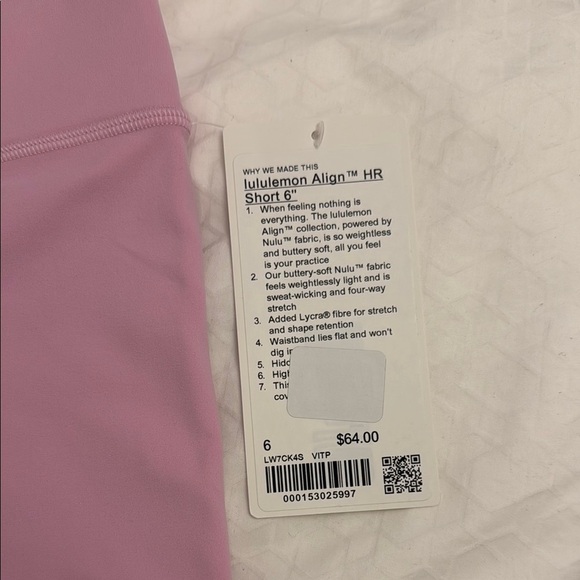 WHY WE MADE THIS
lululemon Align™ HR
Short 6"
1. When feeling nothing is
everything. The lululemon
Align™ collection, powered by
Nulu™ fabric, is so weightless
and buttery soft, all you feel
is your practice
2. Our buttery-soft Nulu™ fabric
feels weightlessly light and is
sweat-wicking and four-way
stretch
3. Added Lycra® fibre for stretch
and shape retention
4. Waistband lies flat and won't
dig
5.
6.
7.
6 $64.00
LW7CK4S VITP
000153025997